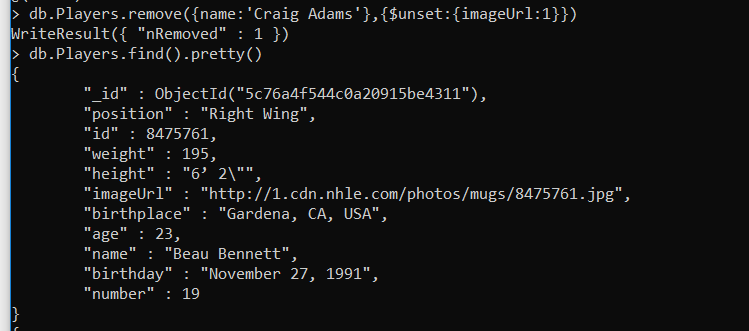 > db.Players.remove({name:'Craig Adams'},{$unset:{imageUrl:1}})
WriteResult({ "nRemoved" : 1 })
> db.Players.find().pretty()
{
"_id" : ObjectId("5c76a4f544c0a20915be4311"),
"position" : "Right Wing",
"id" : 8475761,
"weight" : 195,
"height" : "6’ 2\"",
"imageUrl" : "http://1.cdn.nhle.com/photos/mugs/8475761.jpg",
"birthplace" : "Gardena, CA, USA",
"age" : 23,
"name" : "Beau Bennett",
"birthday" : "November 27, 1991",
"number" : 19
}